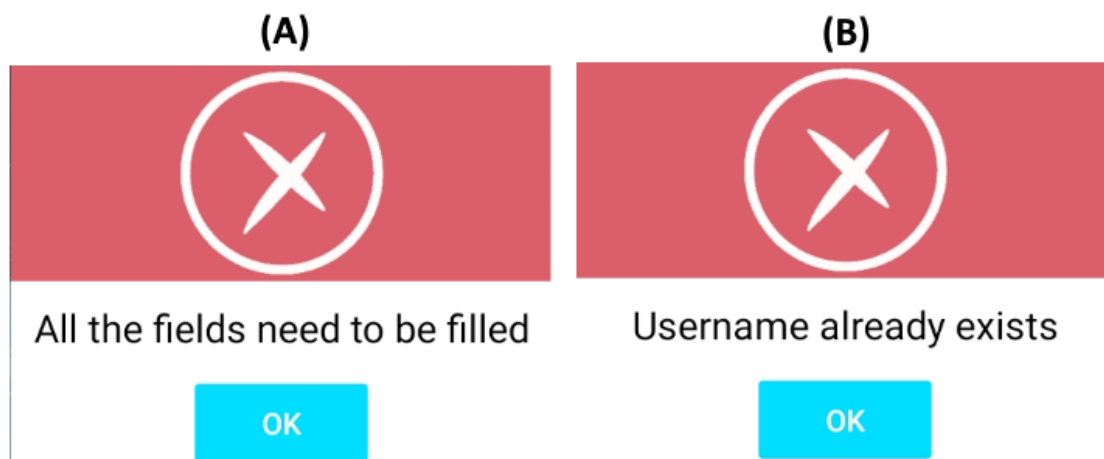 (A)
All the fields need to be filled
OK
(B)
Username already exists
OK